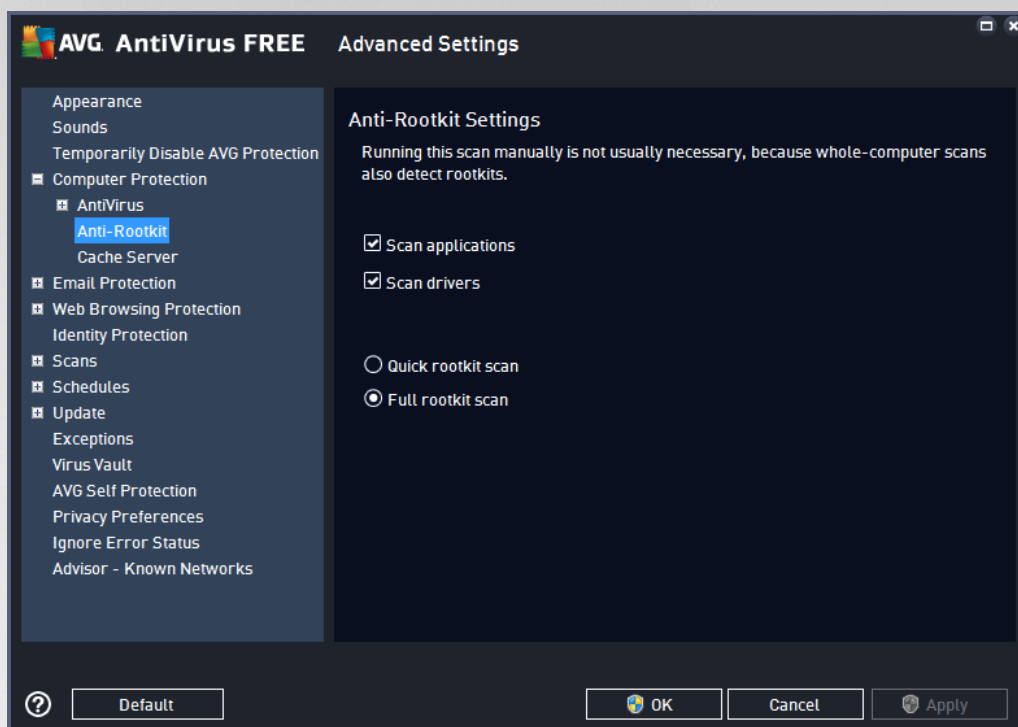 AVG. AntiVirus FREE Advanced Settings
Appearance
Sounds
Temporarily Disable AVG Protection
Computer Protection
AntiVirus
Anti-Rootkit
Cache Server
Email Protection
Web Browsing Protection
Identity Protection
Scans
Schedules
Update
Exceptions
Virus Vault
AVG Self Protection
Privacy Preferences
Ignore Error Status
Advisor - Known Networks
Anti-Rootkit Settings
Running this scan manually is not usually necessary, because whole-computer scans
also detect rootkits.
Scan applications
Scan drivers
Quick rootkit scan
Full rootkit scan
? Default OK Cancel Apply